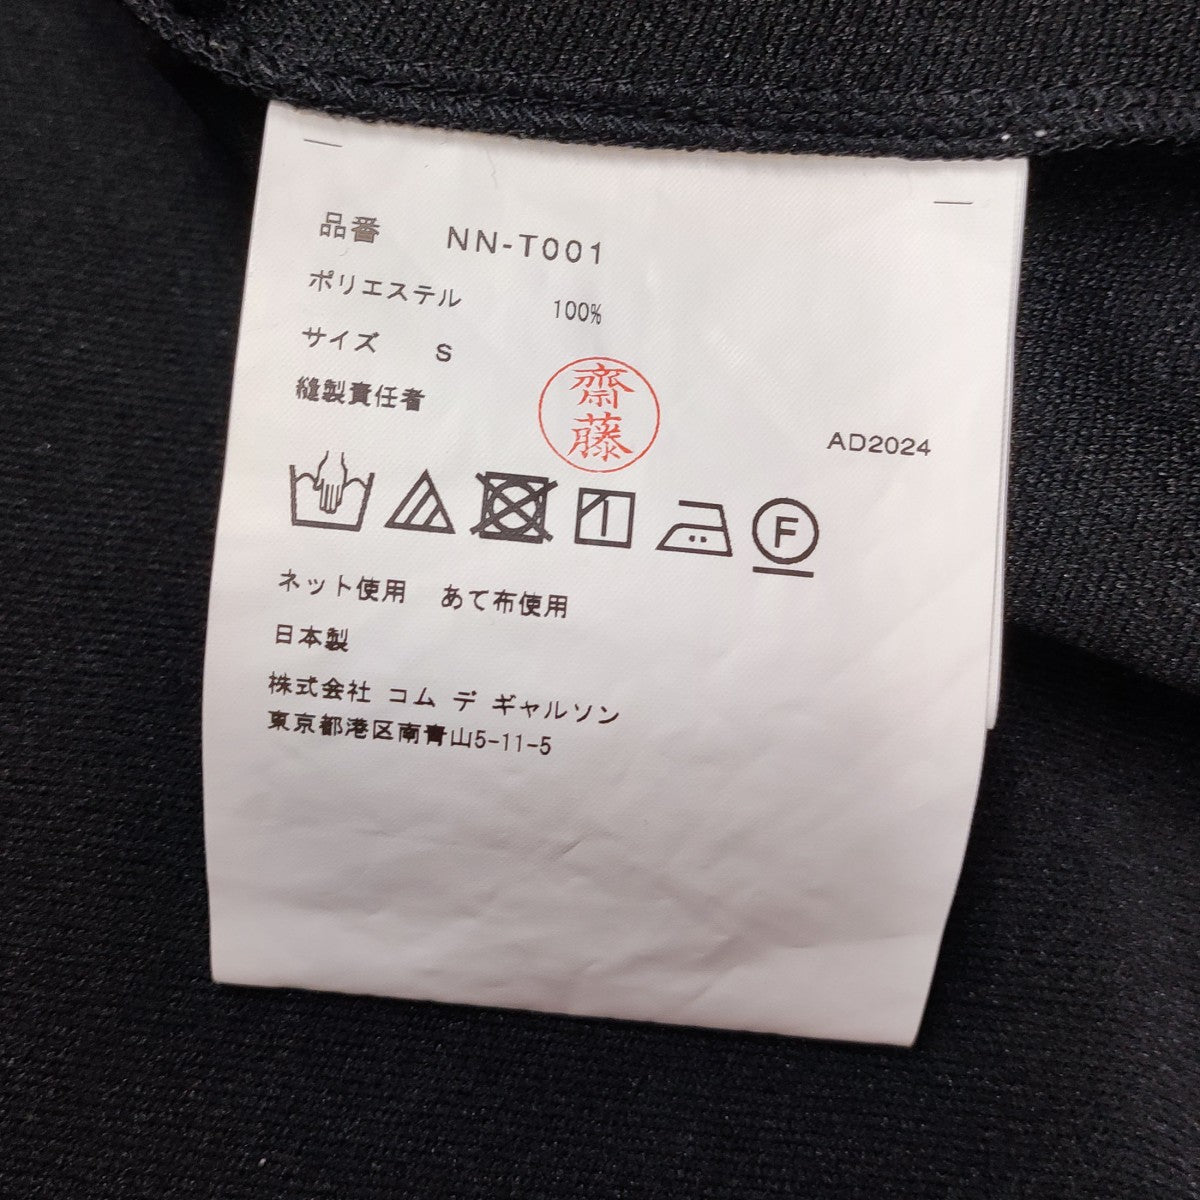 品番 NN-T001
ポリエステル 100%
サイズ S
縫製責任者 齋藤
AD2024
F
ネット使用 あて布使用
日本製
株式会社 コム デ ギャルソン
東京都港区南青山5-11-5